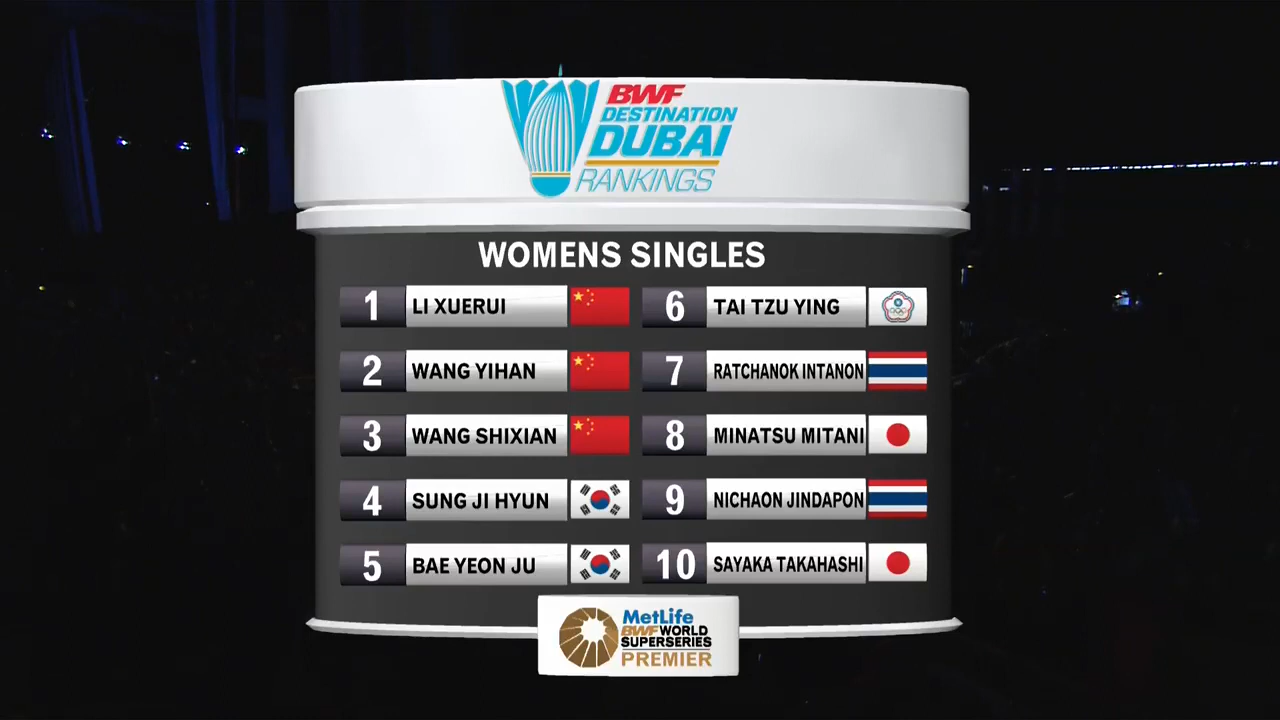 BWF
DESTINATION
DUBAI
RANKINGS
WOMENS SINGLES
1 LI XUERUI
2 WANG YIHAN
3 WANG SHIXIAN
4 SUNG JI HYUN
5 BAE YEON JU
6 TAI TZU YING
7 RATCHANOK INTANON
8 MINATSU MITANI
9 NICHAON JINDAPON
10 SAYAKA TAKAHASHI
MetLife
BWF WORLD
SUPERSERIES
PREMIER